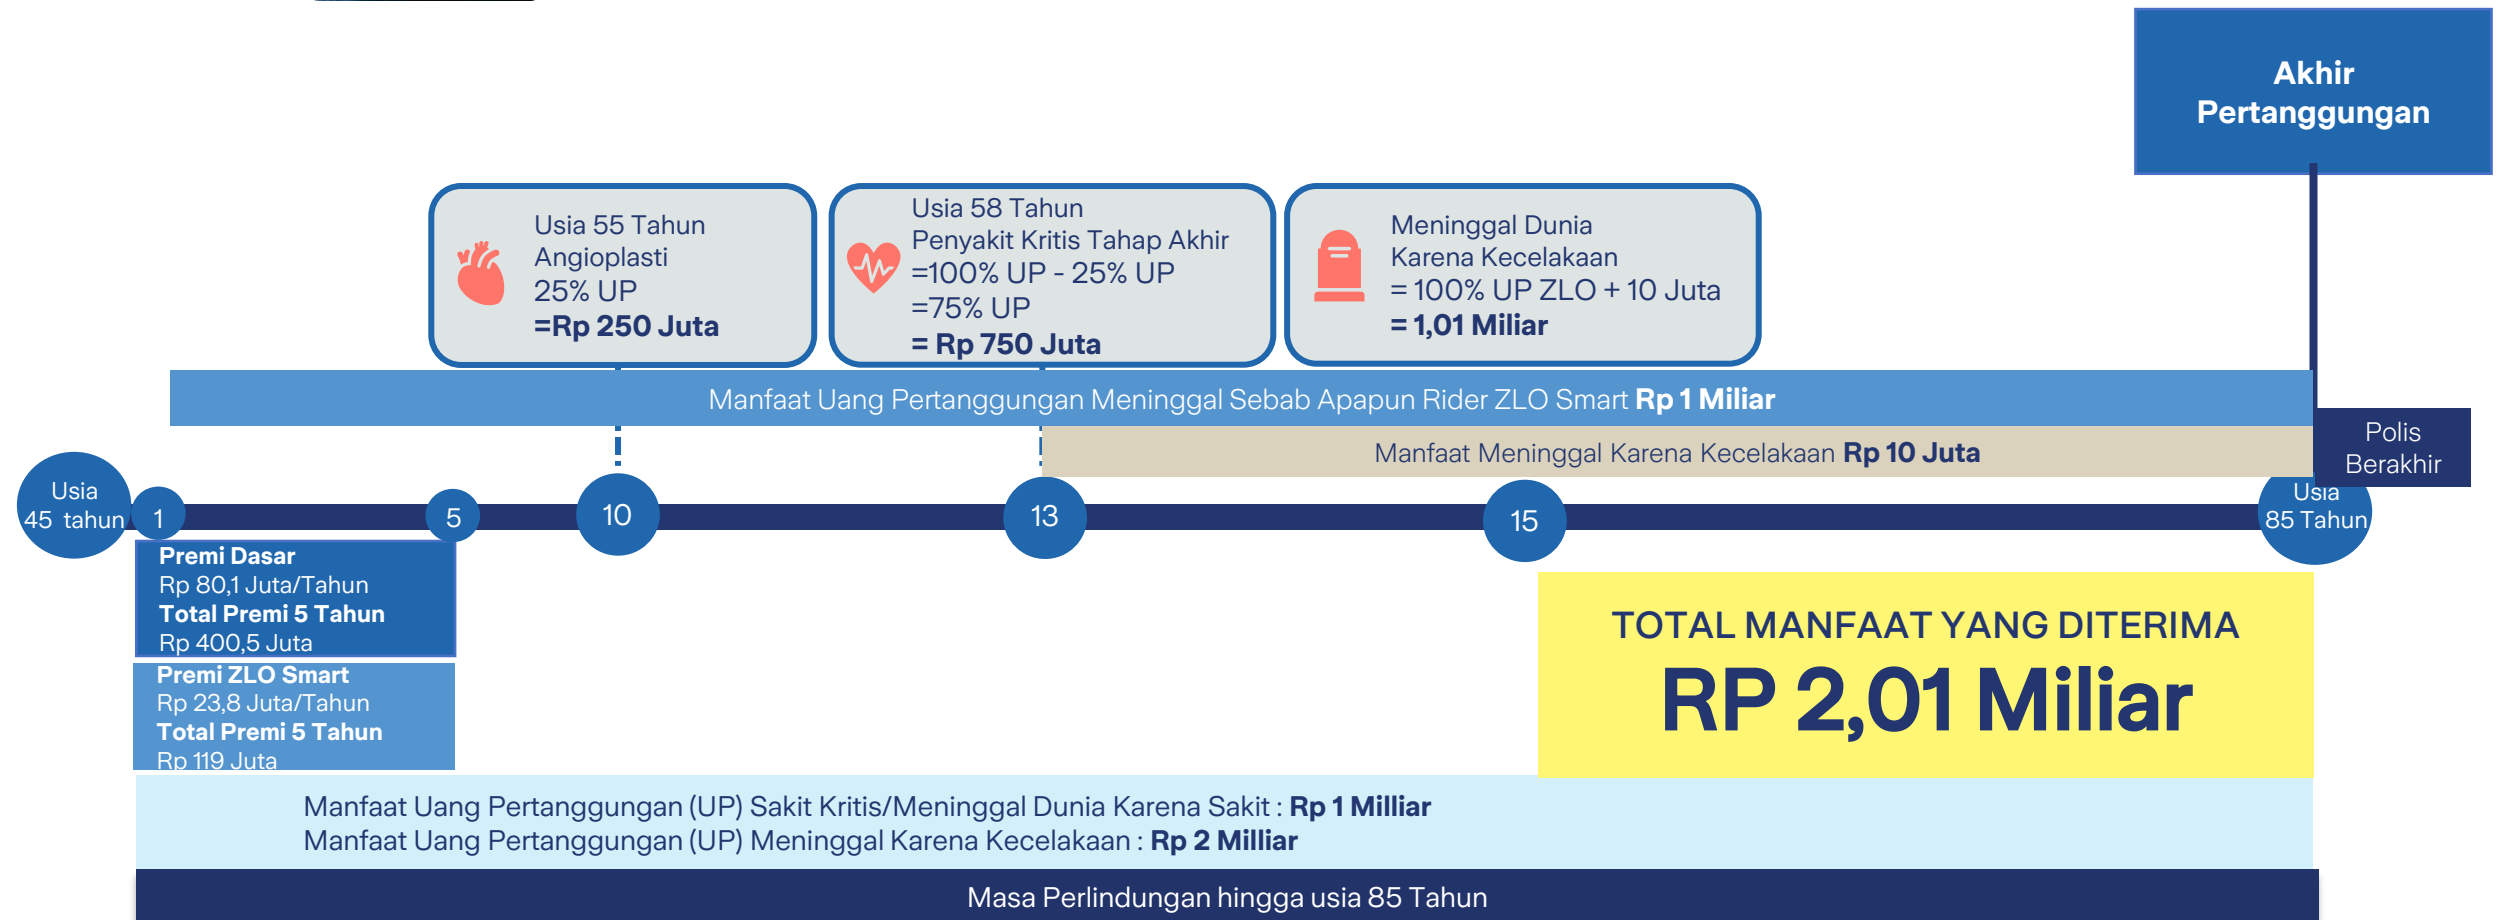 Akhir
Pertanggungan
Usia 55 Tahun
Angioplasti
25% UP
=Rp 250 Juta
Usia 58 Tahun
Penyakit Kritis Tahap Akhir
=100% UP - 25% UP
=75% UP
= Rp 750 Juta
Meninggal Dunia
Karena Kecelakaan
= 100% UP ZLO + 10 Juta
= 1,01 Miliar
Manfaat Uang Pertanggungan Meninggal Sebab Apapun Rider ZLO Smart Rp 1 Miliar
Manfaat Meninggal Karena Kecelakaan Rp 10 Juta
Polis
Berakhir
Usia
45 tahun
1
5
10
13
15
Usia
85 Tahun
Premi Dasar
Rp 80,1 Juta/Tahun
Total Premi 5 Tahun
Rp 400,5 Juta
Premi ZLO Smart
Rp 23,8 Juta/Tahun
Total Premi 5 Tahun
Rp 119 Juta
TOTAL MANFAAT YANG DITERIMA
RP 2,01 Miliar
Manfaat Uang Pertanggungan (UP) Sakit Kritis/Meninggal Dunia Karena Sakit : Rp 1 Milliar
Manfaat Uang Pertanggungan (UP) Meninggal Karena Kecelakaan : Rp 2 Milliar
Masa Perlindungan hingga usia 85 Tahun